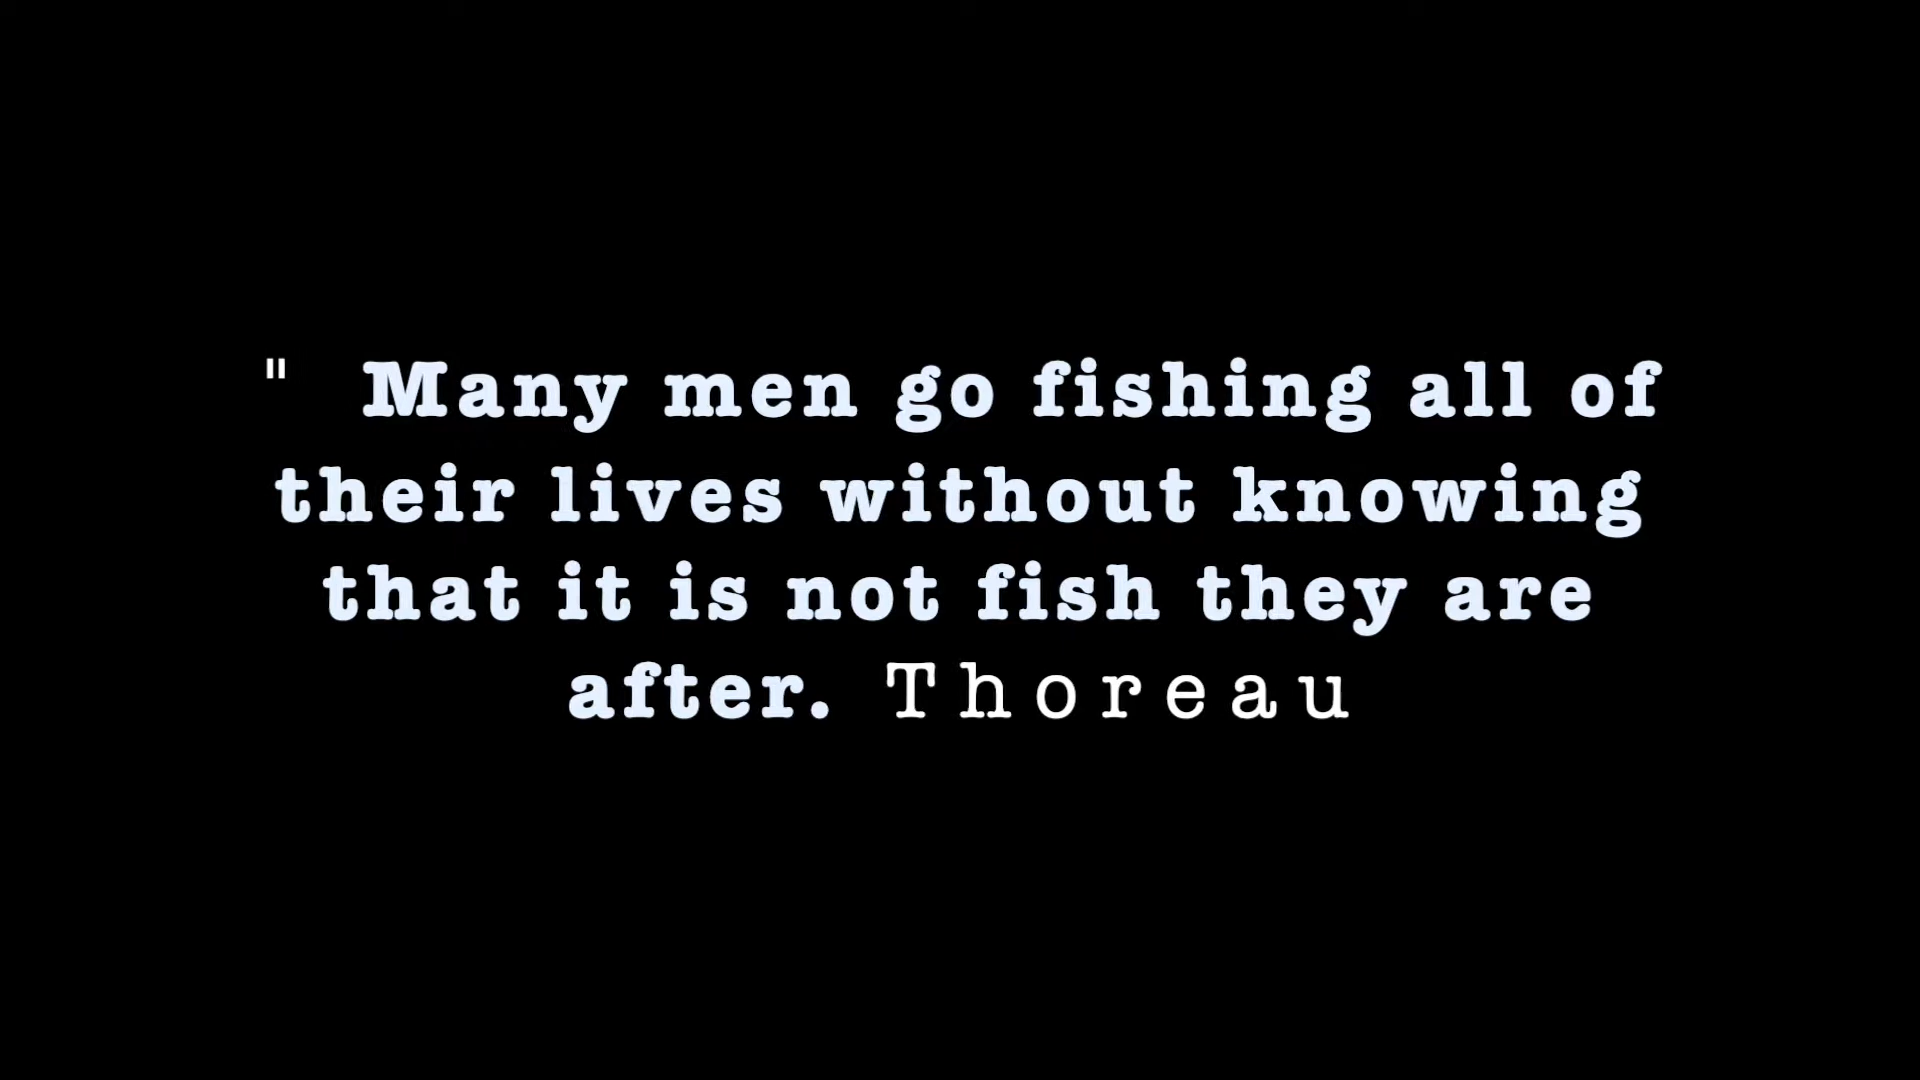 " Many men go fishing all of
their lives without knowing
that it is not fish they are
after. Thoreau